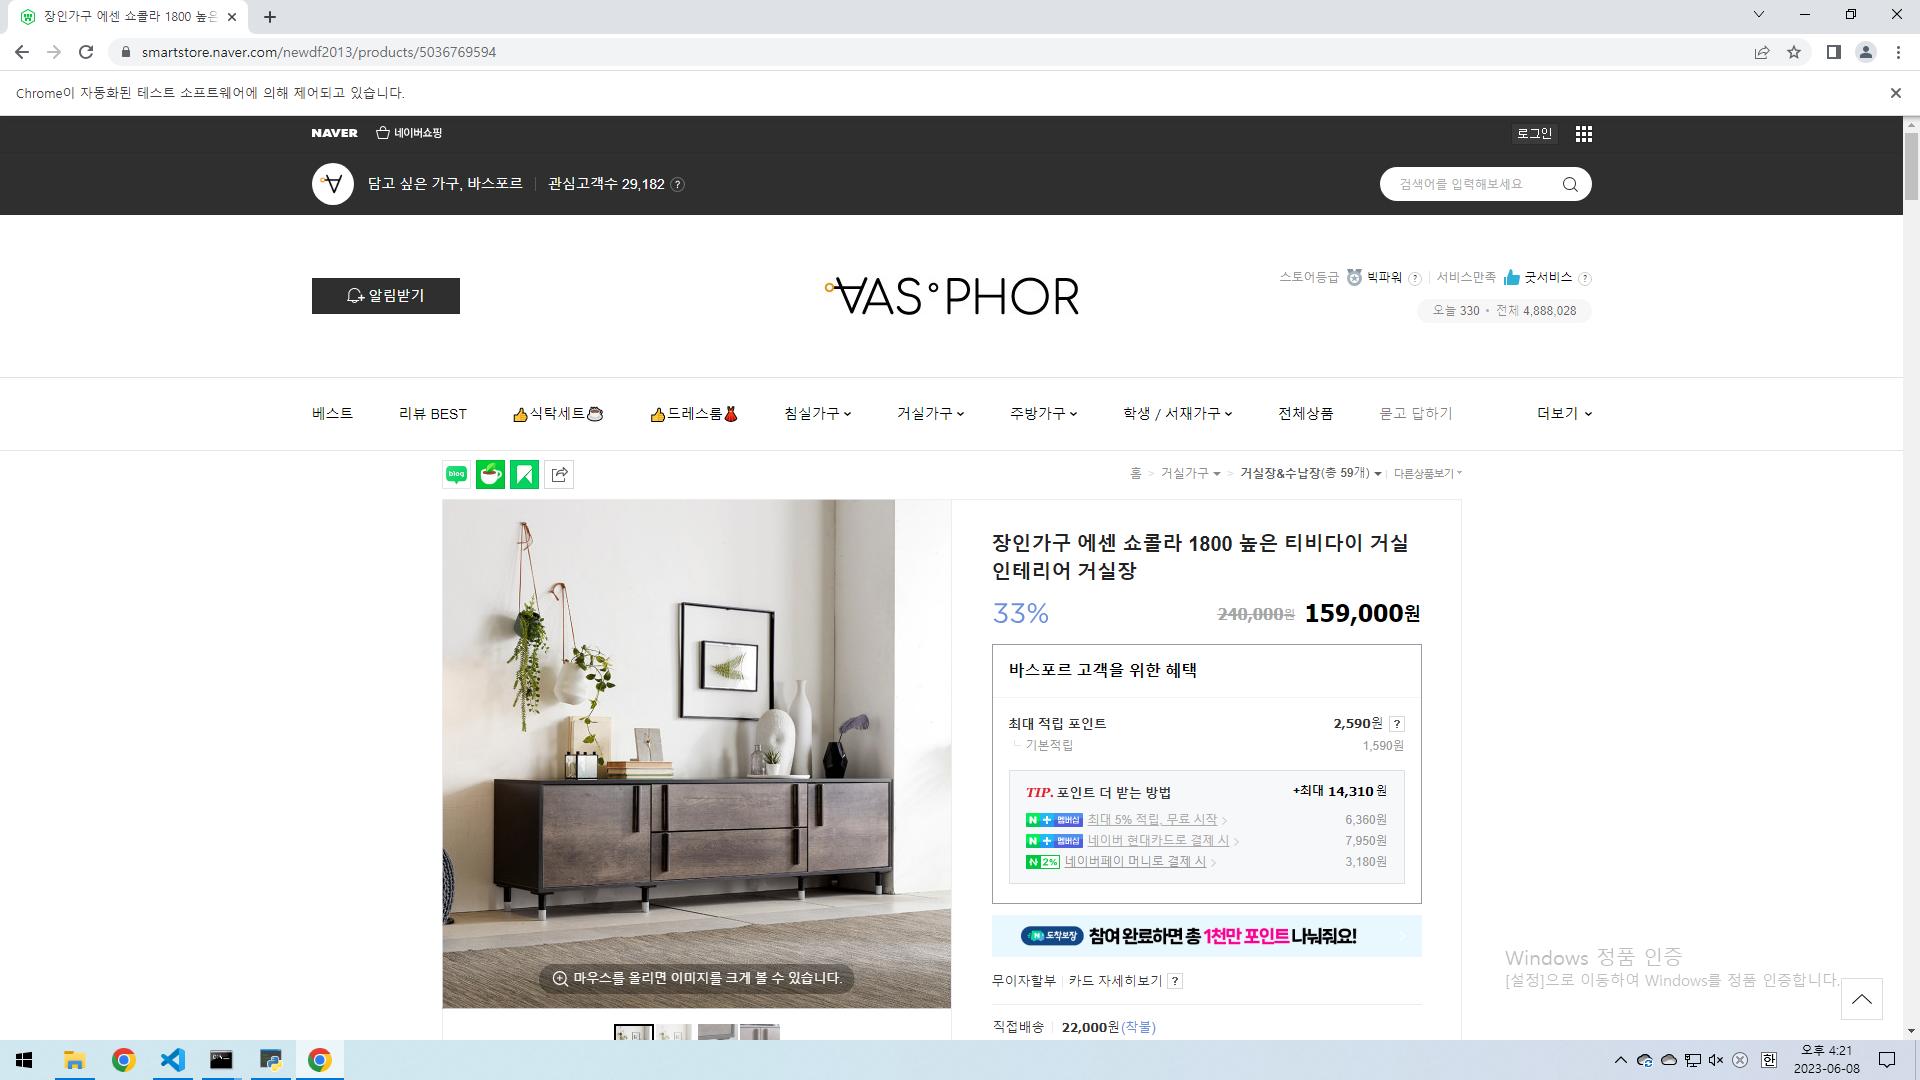 장인가구 에센 쇼콜라 1800 높은
smartstore.naver.com/newdf2013/products/5036769594
Chrome이 자동화된 테스트 소프트웨어에 의해 제어되고 있습니다.
NAVER 네이버쇼핑 로그인
담고 싶은 가구, 바스포르 관심고객수 29,182 ? 검색어를 입력해보세요
알림받기
VAS°PHOR
스토어등급 빅파워 ? 서비스만족 굿서비스 ?
오늘 330 • 전체 4,888,028
베스트 리뷰 BEST 👍식탁세트☕ 👍드레스룸💃 침실가구 거실가구 주방가구 학생 / 서재가구 전체상품 묻고 답하기 더보기
blog 홈 > 거실가구 > 거실장&수납장(총 59개) 다른상품보기
장인가구 에센 쇼콜라 1800 높은 티비다이 거실
인테리어 거실장
33% 240,000원 159,000원
바스포르 고객을 위한 혜택
최대 적립 포인트 2,590원 ?
기본적립 1,590원
TIP. 포인트 더 받는 방법 +최대 14,310 원
N + 멤버십 최대 5% 적립, 무료 시작 > 6,360원
N + 멤버십 네이버 현대카드로 결제 시 > 7,950원
N 2% 네이버페이 머니로 결제 시 > 3,180원
N 도착보장 참여 완료하면 총 1천만 포인트 나눠줘요!
마우스를 올리면 이미지를 크게 볼 수 있습니다.
무이자할부 카드 자세히보기 ?
직접배송 22,000원(착불)
Windows 정품 인증
[설정]으로 이동하여 Windows를 정품 인증합니다.
한 오후 4:21
2023-06-08